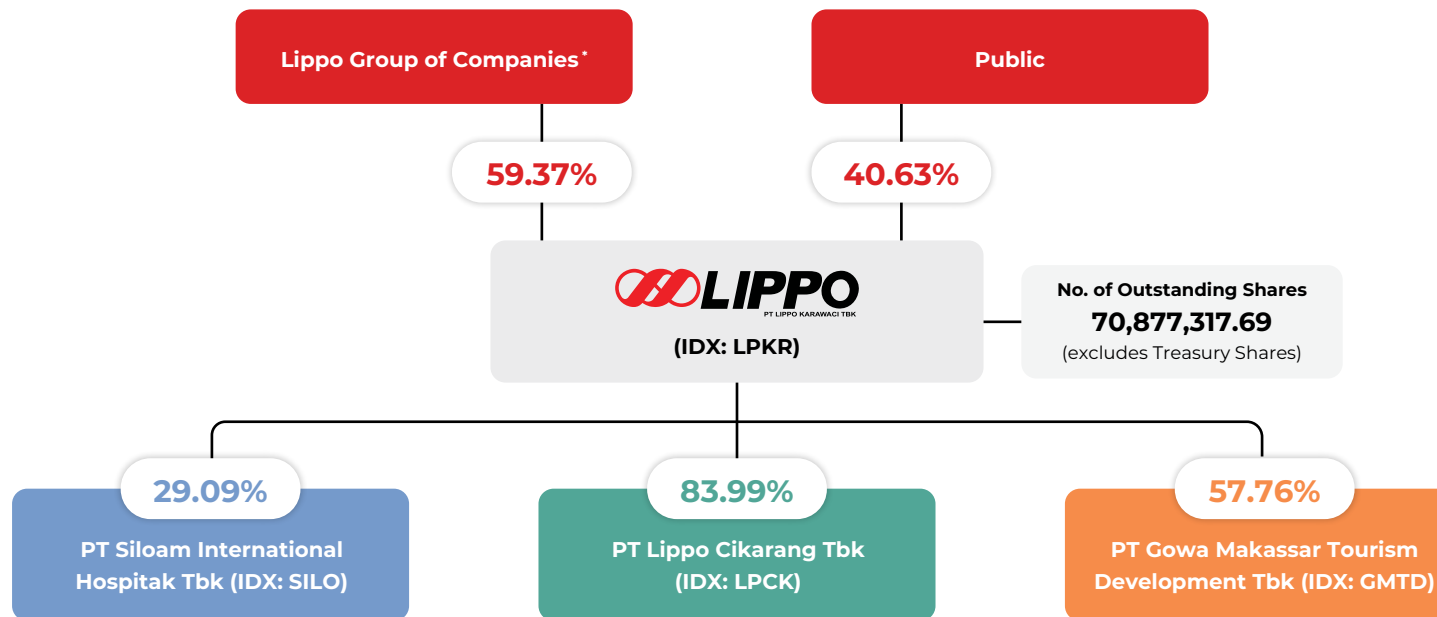 Lippo Group of Companies*
Public
59.37%
40.63%
LIPPO
PT LIPPO KARAWACI TBK
(IDX: LPKR)
No. of Outstanding Shares
70,877,317.69
(excludes Treasury Shares)
29.09%
83.99%
57.76%
PT Siloam International
Hospitak Tbk (IDX: SILO)
PT Lippo Cikarang Tbk
(IDX: LPCK)
PT Gowa Makassar Tourism
Development Tbk (IDX: GMTD)